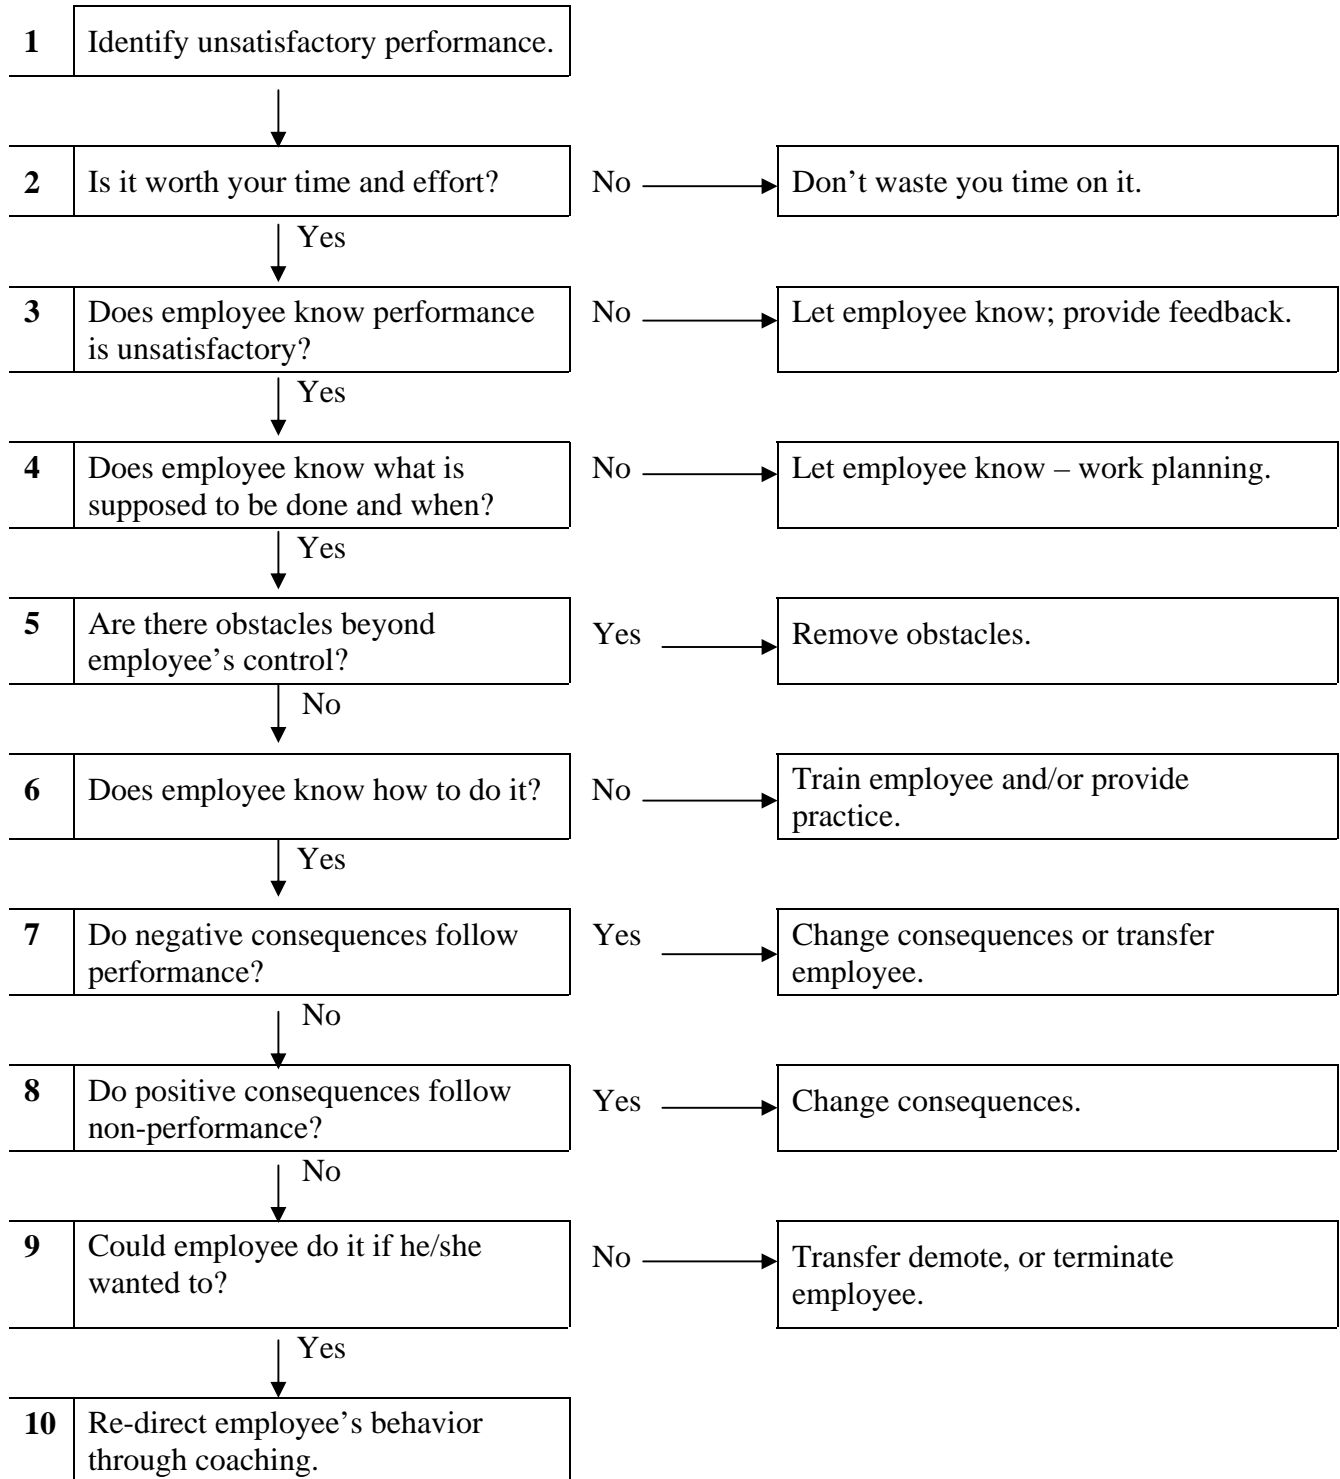 1 Identify unsatisfactory performance.
2 Is it worth your time and effort? No Don’t waste you time on it.
Yes
3 Does employee know performance
is unsatisfactory?
No Let employee know; provide feedback.
Yes
4 Does employee know what is
supposed to be done and when?
No Let employee know – work planning.
Yes
5 Are there obstacles beyond
employee’s control?
Yes Remove obstacles.
No
6 Does employee know how to do it?
No Train employee and/or provide
practice.
Yes
7 Do negative consequences follow
performance?
Yes Change consequences or transfer
employee.
No
8 Do positive consequences follow
non-performance?
Yes Change consequences.
No
9 Could employee do it if he/she
wanted to?
No Transfer demote, or terminate
employee.
Yes
10 Re-direct employee’s behavior
through coaching.